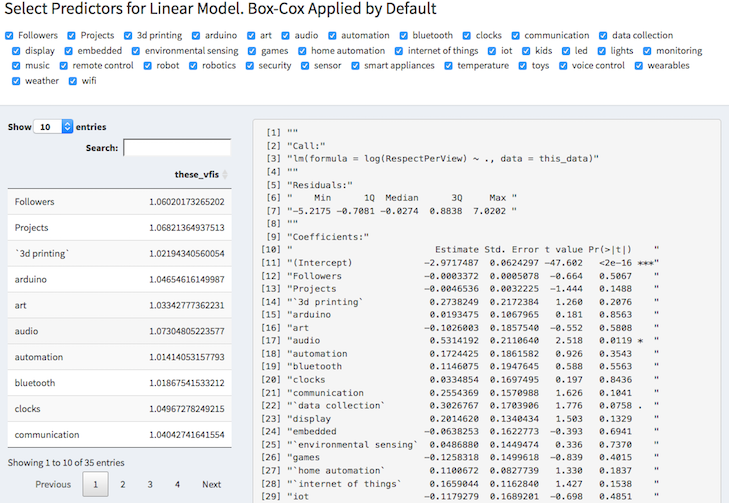 Select Predictors for Linear Model. Box-Cox Applied by Default
Followers Projects 3d printing arduino art audio automation bluetooth clocks communication data collection
display embedded environmental sensing games home automation internet of things iot kids led lights monitoring
music remote control robot robotics security sensor smart appliances temperature toys voice control wearables
weather wifi
Show 10 entries
Search:
these_vfis
Followers 1.06020173265202
Projects 1.06821364937513
`3d printing` 1.02194340560054
arduino 1.04654616149987
art 1.03342777362231
audio 1.07304805223577
automation 1.01414053157793
bluetooth 1.01867541533212
clocks 1.04967278249215
communication 1.04042741641554
Showing 1 to 10 of 35 entries
Previous 1 2 3 4 Next
[1] ""
[2] "Call:"
[3] "lm(formula = log(RespectPerView) ~ ., data = this_data)"
[4] ""
[5] "Residuals:"
[6] " Min 1Q Median 3Q Max "
[7] "-5.2175 -0.7081 -0.0274 0.8838 7.0202 "
[8] ""
[9] "Coefficients:"
[10] " Estimate Std. Error t value Pr(>|t|) "
[11] "(Intercept) -2.9717487 0.0624297 -47.602 <2e-16 ***"
[12] "Followers -0.0003372 0.0005078 -0.664 0.5067 "
[13] "Projects -0.0046536 0.0032225 -1.444 0.1488 "
[14] "`3d printing` 0.2738249 0.2172384 1.260 0.2076 "
[15] "arduino 0.0193475 0.1067965 0.181 0.8563 "
[16] "art -0.1026003 0.1857540 -0.552 0.5808 "
[17] "audio 0.5314192 0.2110640 2.518 0.0119 * "
[18] "automation 0.1724425 0.1861582 0.926 0.3543 "
[19] "bluetooth 0.1146075 0.1947645 0.588 0.5563 "
[20] "clocks 0.0334854 0.1697495 0.197 0.8436 "
[21] "communication 0.2554369 0.1570988 1.626 0.1041 "
[22] "`data collection` 0.3026767 0.1703906 1.776 0.0758 . "
[23] "display 0.2014620 0.1340434 1.503 0.1329 "
[24] "embedded -0.0638253 0.1622773 -0.393 0.6941 "
[25] "`environmental sensing` 0.0486880 0.1449474 0.336 0.7370 "
[26] "games -0.1258318 0.1499618 -0.839 0.4015 "
[27] "`home automation` 0.1100672 0.0827739 1.330 0.1837 "
[28] "`internet of things` 0.1659044 0.1162840 1.427 0.1538 "
[29] "iot -0.1179279 0.1689201 -0.698 0.4851 "